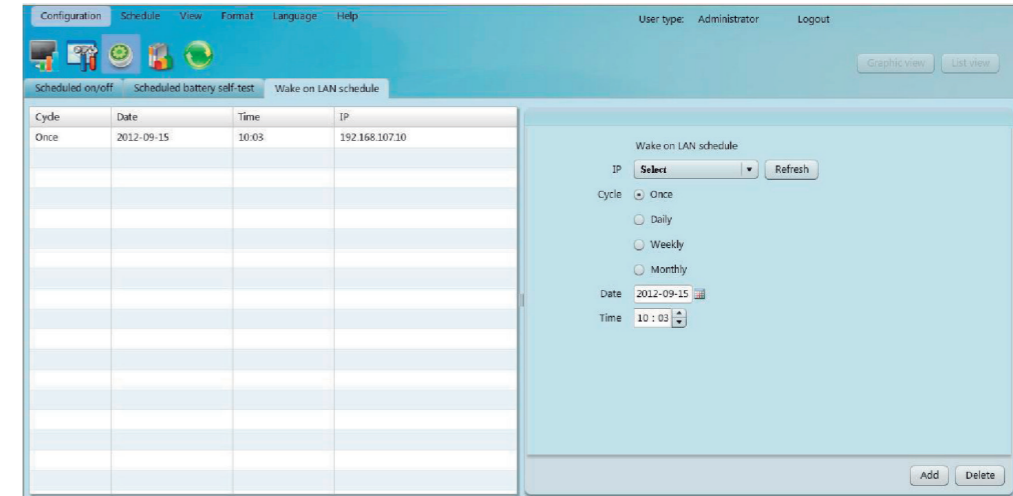 Configuration Schedule View Format Language Help User type: Administrator Logout
Graphic view List view
Scheduled on/off Scheduled battery self-test Wake on LAN schedule
Cycle Date Time IP
Once 2012-09-15 10:03 192.168.107.10
Wake on LAN schedule
IP Select Refresh
Cycle Once
Daily
Weekly
Monthly
Date 2012-09-15
Time 10 : 03
Add Delete